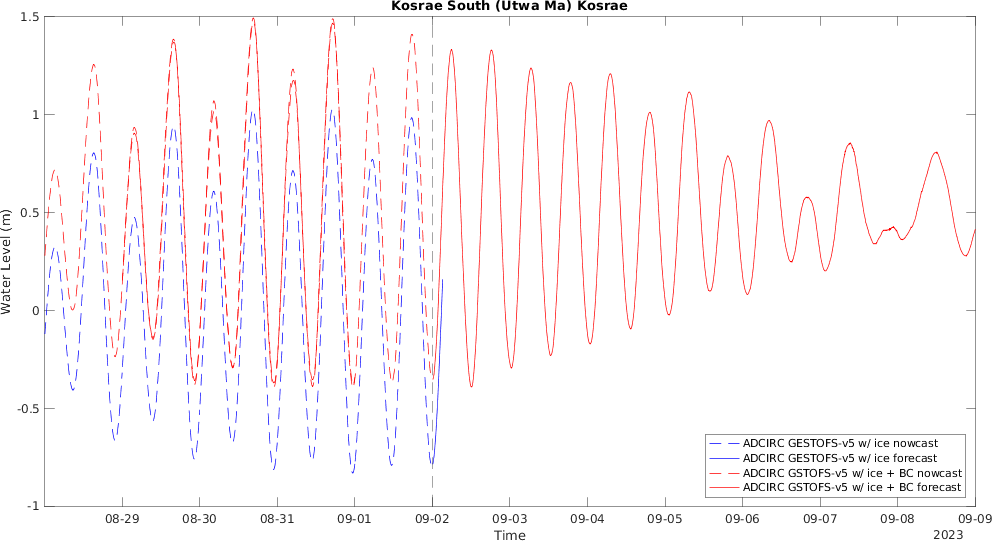 Kosrae South (Utwa Ma) Kosrae
1.5
1
0.5
0
-0.5
-1
Water Level (m)
ADCIRC GESTOFS-v5 w/ ice nowcast
ADCIRC GESTOFS-v5 w/ ice forecast
ADCIRC GSTOFS-v5 w/ ice + BC nowcast
ADCIRC GSTOFS-v5 w/ ice + BC forecast
08-29 08-30 08-31 09-01 09-02 09-03 09-04 09-05 09-06 09-07 09-08 09-09
Time
2023